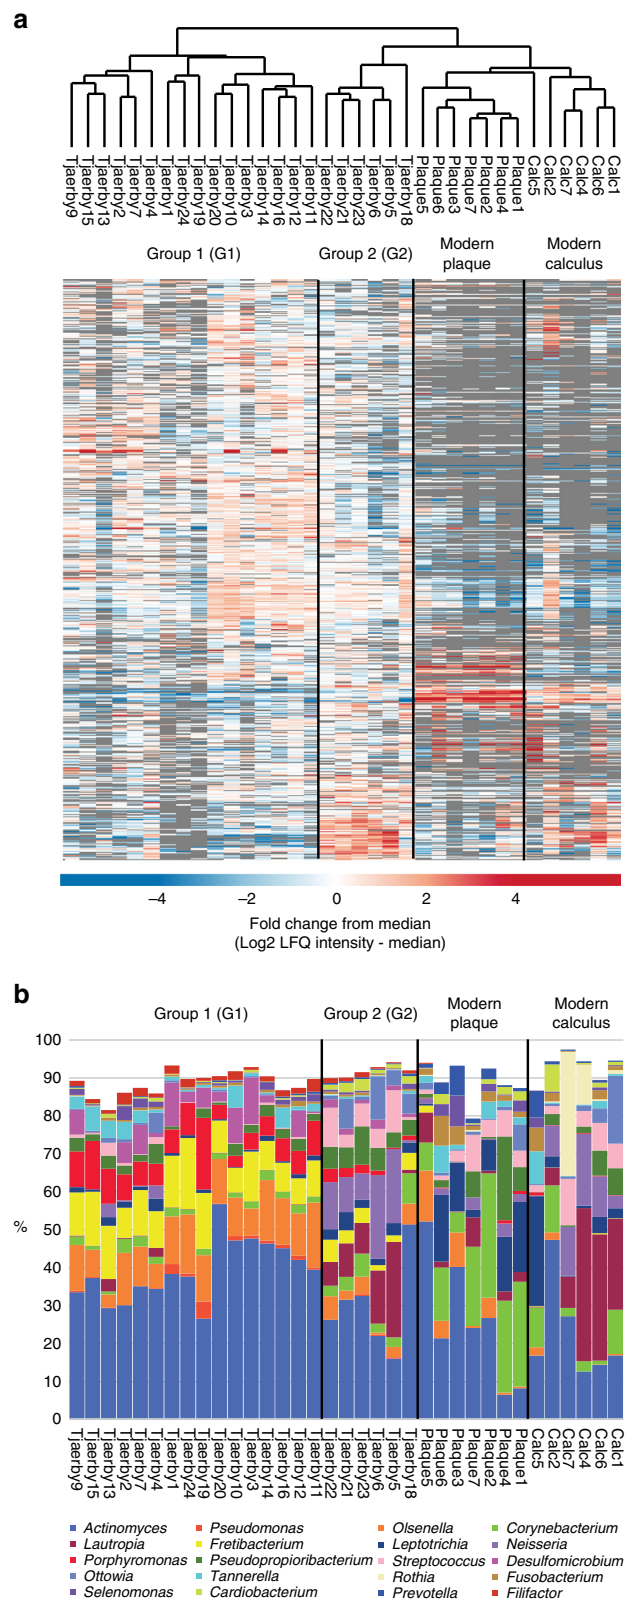 a
Tjaerby9
Tjaerby15
Tjaerby13
Tjaerby2
Tjaerby7
Tjaerby4
Tjaerby1
Tjaerby24
Tjaerby19
Tjaerby20
Tjaerby10
Tjaerby3
Tjaerby14
Tjaerby16
Tjaerby12
Tjaerby11
Tjaerby22
Tjaerby21
Tjaerby23
Tjaerby6
Tjaerby5
Tjaerby18
Plaque5
Plaque6
Plaque3
Plaque7
Plaque2
Plaque4
Plaque1
Calc5
Calc2
Calc7
Calc4
Calc6
Calc1
Group 1 (G1)
Group 2 (G2)
Modern
plaque
Modern
calculus
–4 –2 0 2 4
Fold change from median
(Log2 LFQ intensity - median)
b
Group 1 (G1)
Group 2 (G2)
Modern
plaque
Modern
calculus
100
90
80
70
60
50
40
30
20
10
0
%
Tjaerby9
Tjaerby15
Tjaerby13
Tjaerby2
Tjaerby7
Tjaerby4
Tjaerby1
Tjaerby24
Tjaerby19
Tjaerby20
Tjaerby10
Tjaerby3
Tjaerby14
Tjaerby16
Tjaerby12
Tjaerby11
Tjaerby22
Tjaerby21
Tjaerby23
Tjaerby6
Tjaerby5
Tjaerby18
Plaque5
Plaque6
Plaque3
Plaque7
Plaque2
Plaque4
Plaque1
Calc5
Calc2
Calc7
Calc4
Calc6
Calc1
Actinomyces Pseudomonas Olsenella Corynebacterium
Lautropia Fretibacterium Leptotrichia Neisseria
Porphyromonas Pseudopropioribacterium Streptococcus Desulfomicrobium
Ottowia Tannerella Rothia Fusobacterium
Selenomonas Cardiobacterium Prevotella Filifactor